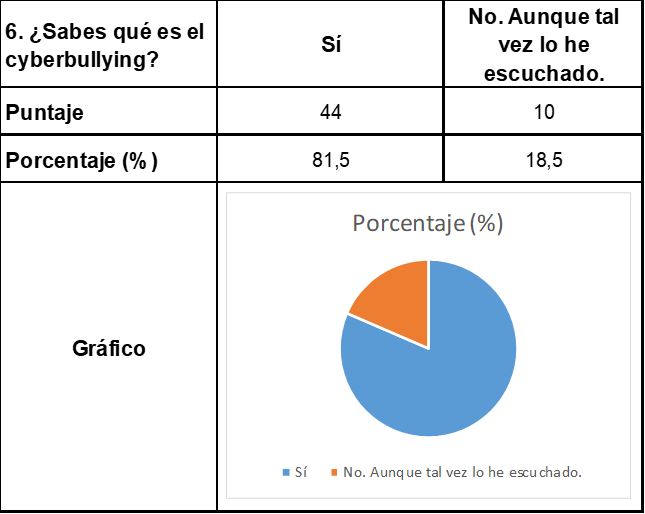 6. ¿Sabes qué es el
cyberbullying?
Sí
No. Aunque tal
vez lo he
escuchado.
Puntaje
44
10
Porcentaje (%)
81,5
18,5
Gráfico
Porcentaje (%)
Sí
No. Aunque tal vez lo he escuchado.